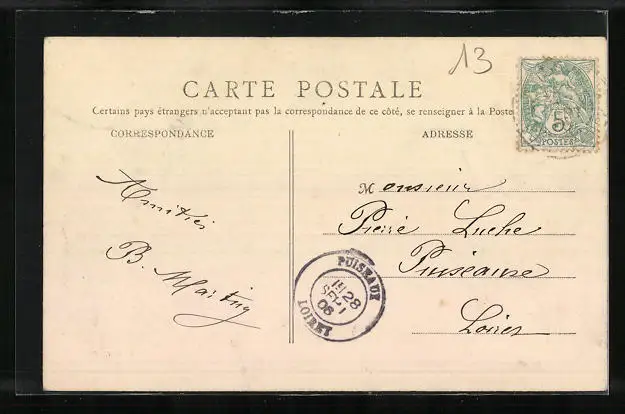 13
CARTE POSTALE
Certains pays étrangers n'acceptant pas la correspondance de ce côté, se renseigner à la Poste
CORRESPONDANCE
ADRESSE
5
POSTES
Amitiés
B. 
Monsieur
Pierre Luche
Puiseaux
Loiret
PUISEAUX
28
SEPT
06
LOIRET